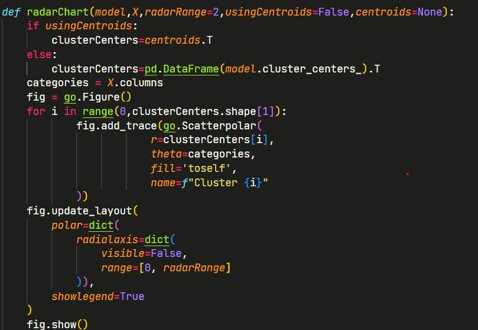 def radarChart(model,X,radarRange=2,usingCentroids=False,centroids=None):
    if usingCentroids:
        clusterCenters=centroids.T
    else:
        clusterCenters=pd.DataFrame(model.cluster_centers_).T
    categories = X.columns
    fig = go.Figure()
    for i in range(0,clusterCenters.shape[1]):
            fig.add_trace(go.Scatterpolar(
                        r=clusterCenters[i],
                        theta=categories,
                        fill='toself',
                        name=f"Cluster {i}"
            ))
    fig.update_layout(
        polar=dict(
            radialaxis=dict(
                visible=False,
                range=[0, radarRange]
            )),
        showlegend=True
    )
    fig.show()